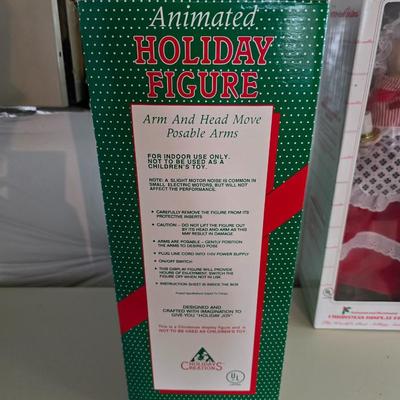 Animated
HOLIDAY
FIGURE
Arm And Head Move
Posable Arms
FOR INDOOR USE ONLY.
NOT TO BE USED AS A
CHILDREN'S TOY.
NOTE: A SLIGHT MOTOR NOISE IS COMMON IN
SMALL ELECTRIC MOTORS, BUT WILL NOT
AFFECT THE PERFORMANCE.
• CAREFULLY REMOVE THE FIGURE FROM ITS
PROTECTIVE INSERTS
• CAUTION - DO NOT LIFT THE FIGURE OUT
BY ITS HEAD AND ARM AS THIS
MAY RESULT IN DAMAGE.
• ARMS ARE POSABLE - GENTLY POSITION
THE ARMS TO DESIRED POSE
• PLUG LINE CORD INTO POWER SUPPLY
• ON/OFF SWITCH
• THIS DISPLAY FIGURE WILL PROVIDE
HOURS OF ENJOYMENT, SWITCH THE
FIGURE OFF WHEN NOT IN USE.
• INSTRUCTION SHEET IS INSIDE THE BOX
Product Specifications Subject To Change
DESIGNED AND
CRAFTED WITH IMAGINATION TO
GIVE YOU "HOLIDAY JOY"
This is a Christmas display figure and is
NOT TO BE USED AS CHILDREN'S TOY.
HOLIDAY
CREATIONS
UL